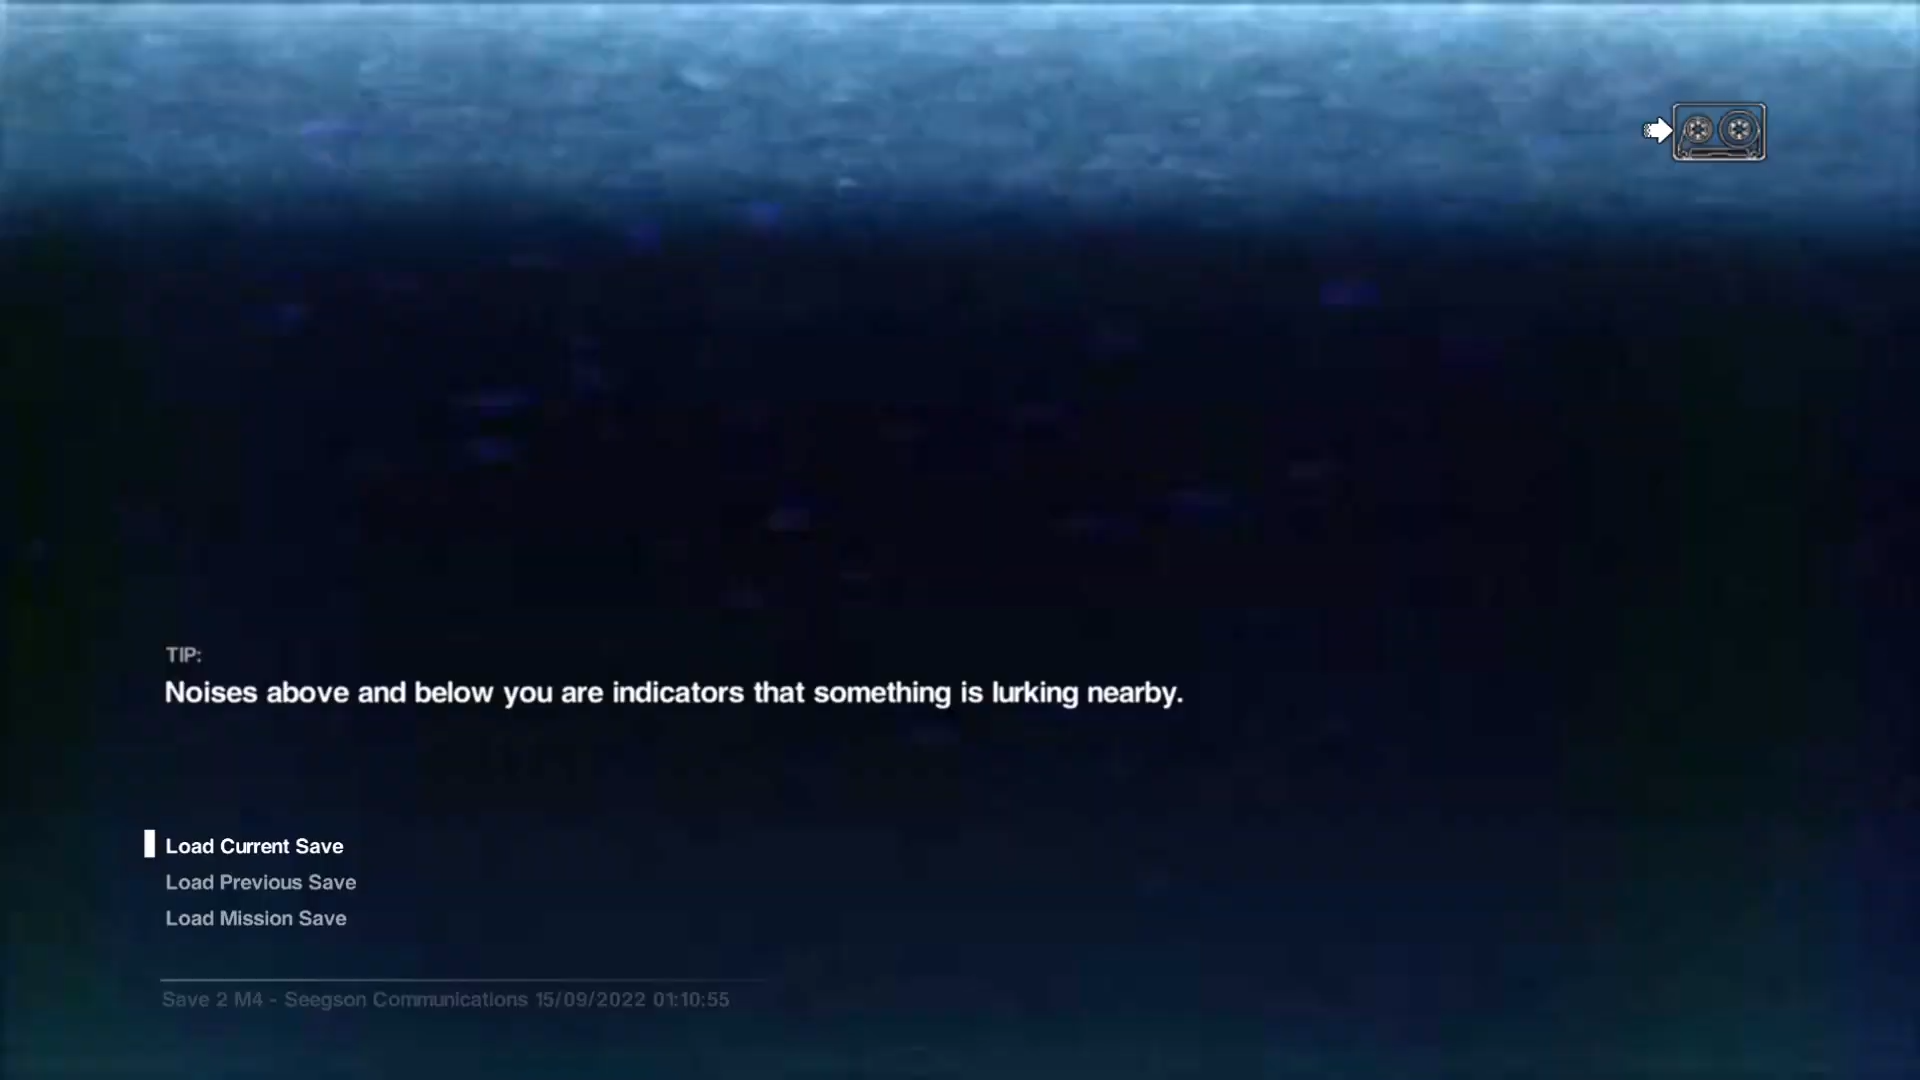 TIP:
Noises above and below you are indicators that something is lurking nearby.
Load Current Save
Load Previous Save
Load Mission Save
Save 2 M4 - Seegson Communications 15/09/2022 01:10:55